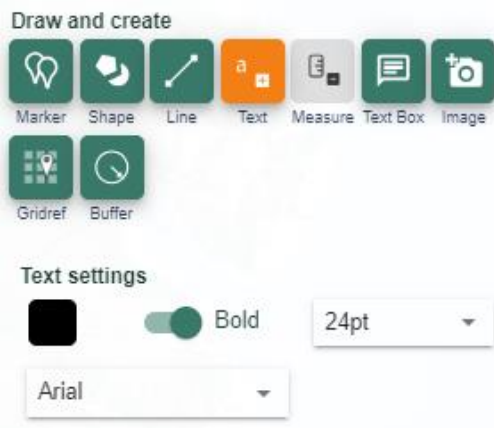 Draw and create
a
Marker Shape Line Text Measure Text Box Image
Gridref Buffer
Text settings
Bold 24pt
Arial